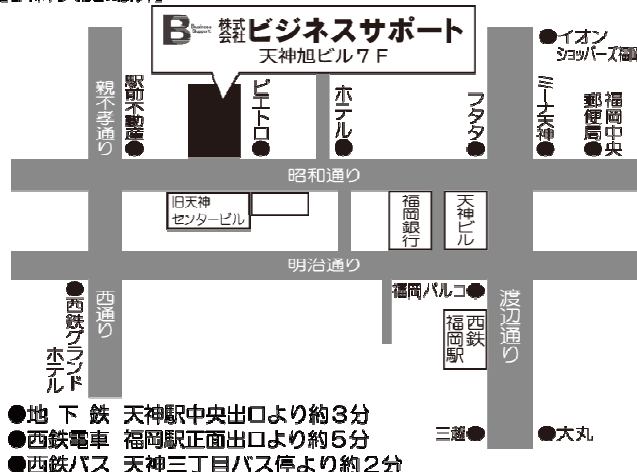 B Business Support 株式会社 ビジネスサポート
天神旭ビル7F
イオン
ショッパーズ福岡
親不孝通り
駅前不動産
ピエトロ
ホテル
フタタ
ミーナ天神
福岡中央郵便局
昭和通り
旧天神
センタービル
福岡銀行
天神ビル
明治通り
西鉄グランド
ホテル
西通り
福岡パルコ
渡辺通り
西鉄
福岡駅
三越
大丸
●地下鉄 天神駅中央出口より約3分
●西鉄電車 福岡駅正面出口より約5分
●西鉄バス 天神三丁目バス停より約2分